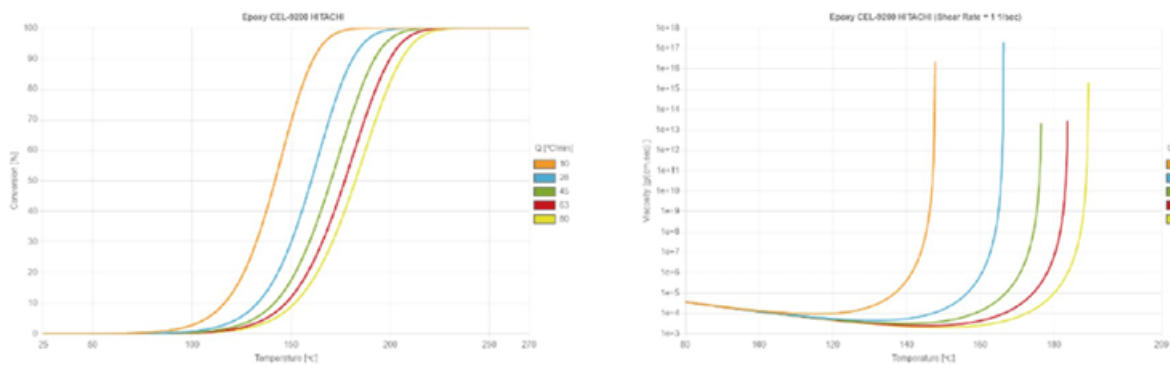 Epoxy CEL-9200 HITACHI
100
90
80
70
60
50
40
30
20
10
0
Conversion [%]
25
50
100
150
200
250
270
Temperature [℃]
Q [°C/min]
10
28
45
63
80
Epoxy CEL-9200 HITACHI (Shear Rate = 1 1/sec)
1e+18
1e+17
1e+16
1e+15
1e+14
1e+13
1e+12
1e+11
1e+10
1e+9
1e+8
1e+7
1e+6
1e+5
1e+4
1e+3
Viscosity [g/(cm.sec)]
80
100
120
140
160
180
200
Temperature [℃]